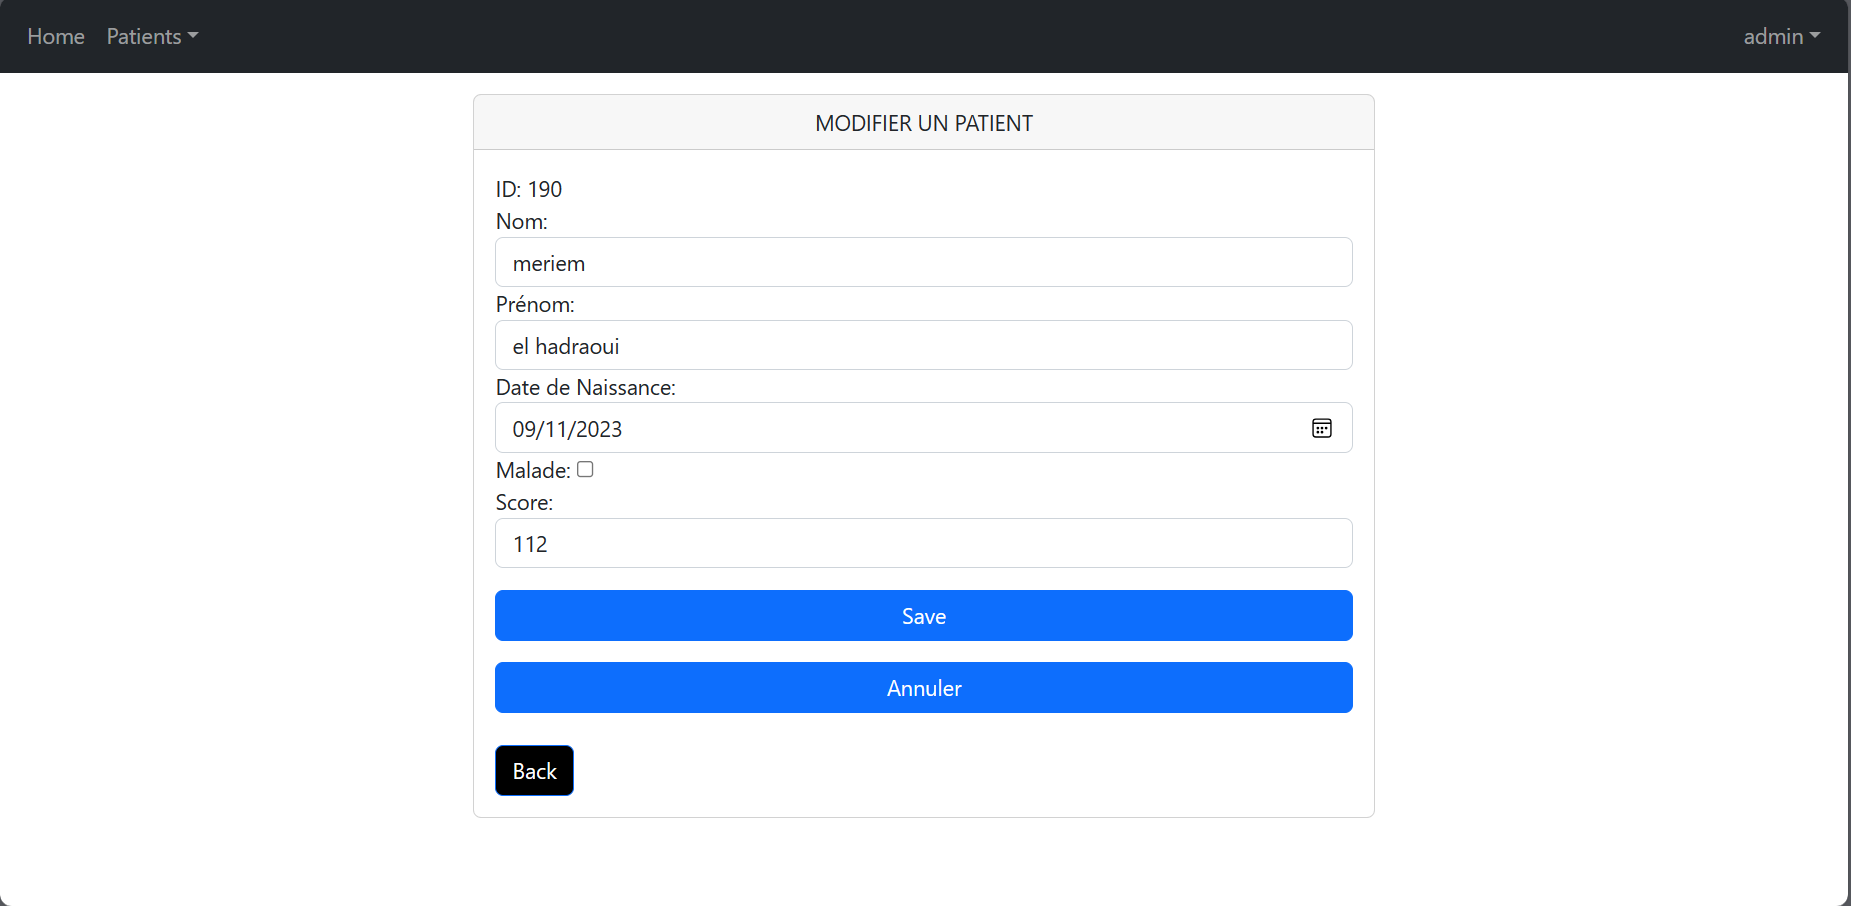 Home Patients admin
MODIFIER UN PATIENT
ID: 190
Nom:
meriem
Prénom:
el hadraoui
Date de Naissance:
09/11/2023
Malade:
Score:
112
Save
Annuler
Back